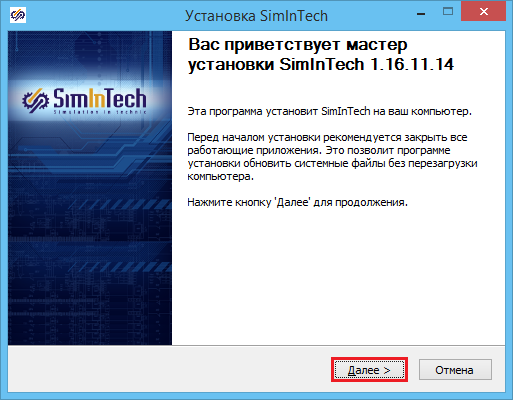 Установка SimInTech
Вас приветствует мастер
установки SimInTech 1.16.11.14
SimInTech
Simulation in technic
Эта программа установит SimInTech на ваш компьютер.
Перед началом установки рекомендуется закрыть все
работающие приложения. Это позволит программе
установки обновить системные файлы без перезагрузки
компьютера.
Нажмите кнопку 'Далее' для продолжения.
Далее >
Отмена